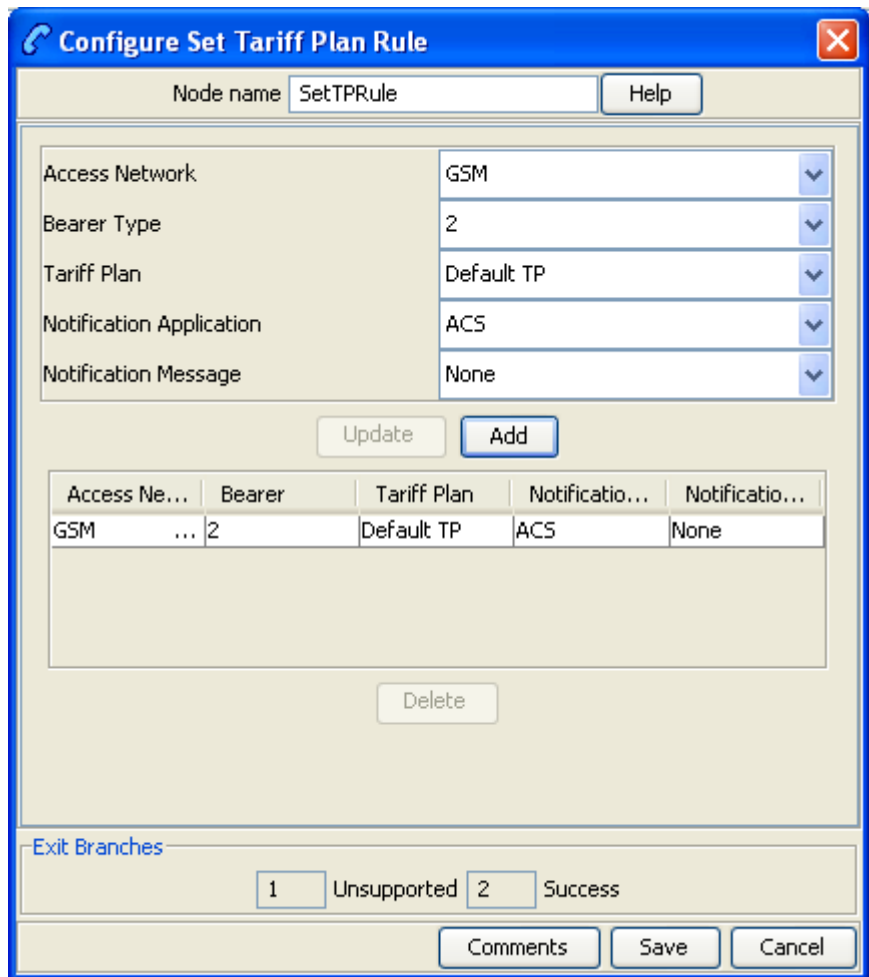 Configure Set Tariff Plan Rule
Node name SetTPRule Help
Access Network GSM
Bearer Type 2
Tariff Plan Default TP
Notification Application ACS
Notification Message None
Update Add
Access Ne... Bearer Tariff Plan Notificatio... Notificatio...
GSM ... 2 Default TP ACS None
Delete
Exit Branches
1 Unsupported 2 Success
Comments Save Cancel